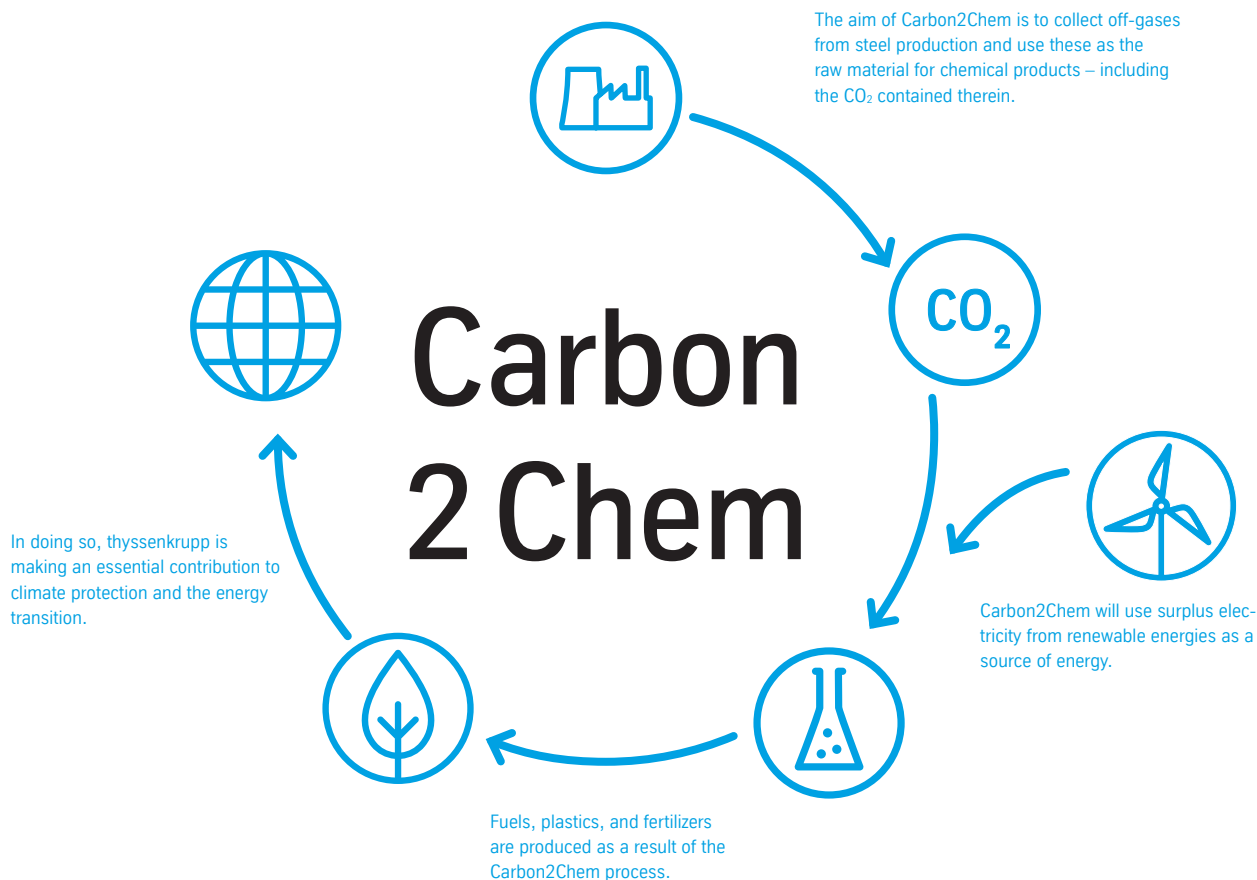 The aim of Carbon2Chem is to collect off-gases
from steel production and use these as the
raw material for chemical products – including
the CO₂ contained therein.
CO₂
Carbon
2 Chem
In doing so, thyssenkrupp is
making an essential contribution to
climate protection and the energy
transition.
Carbon2Chem will use surplus elec-
tricity from renewable energies as a
source of energy.
Fuels, plastics, and fertilizers
are produced as a result of the
Carbon2Chem process.